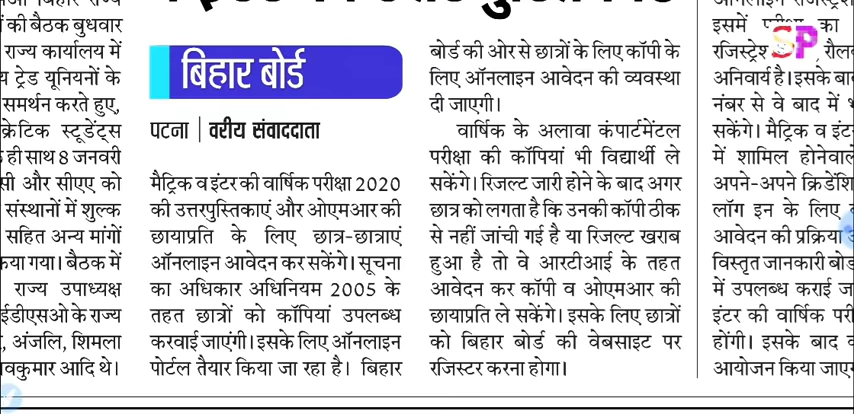 की बैठक बुधवार
राज्य कार्यालय में
ट्रेड यूनियनों के
समर्थन करते हुए,
क्रेटिक स्टूडेंट्स
ही साथ 8 जनवरी
सी और सीएए को
संस्थानों में शुल्क
सहित अन्य मांगों
कया गया। बैठक में
राज्य उपाध्यक्ष
ईडीएसओ के राज्य
, अंजलि, शिमला
वकुमार आदि थे।
बिहार बोर्ड
पटना | वरीय संवाददाता
मैट्रिक व इंटर की वार्षिक परीक्षा 2020
की उत्तरपुस्तिकाएं और ओएमआर की
छायाप्रति के लिए छात्र-छात्राएं
ऑनलाइन आवेदन कर सकेंगे। सूचना
का अधिकार अधिनियम 2005 के
तहत छात्रों को कॉपियां उपलब्ध
करवाई जाएंगी। इसके लिए ऑनलाइन
पोर्टल तैयार किया जा रहा है। बिहार
बोर्ड की ओर से छात्रों के लिए कॉपी के
लिए ऑनलाइन आवेदन की व्यवस्था
दी जाएगी।
वार्षिक के अलावा कंपार्टमेंटल
परीक्षा की कॉपियां भी विद्यार्थी ले
सकेंगे। रिजल्ट जारी होने के बाद अगर
छात्र को लगता है कि उनकी कॉपी ठीक
से नहीं जांची गई है या रिजल्ट खराब
हुआ है तो वे आरटीआई के तहत
आवेदन कर कॉपी व ओएमआर की
छायाप्रति ले सकेंगे। इसके लिए छात्रों
को बिहार बोर्ड की वेबसाइट पर
रजिस्टर करना होगा।
SP
इसमें का
रजिस्ट्रेश , रौल
अनिवार्य है। इसके बा
नंबर से वे बाद में
सकेंगे। मैट्रिक व इंट
में शामिल होनेवाल
अपने-अपने क्रिडेंशि
लॉग इन के लिए
आवेदन की प्रक्रिया
विस्तृत जानकारी बोर्ड
में उपलब्ध कराई ज
इंटर की वार्षिक परी
होंगी। इसके बाद
आयोजन किया जाए